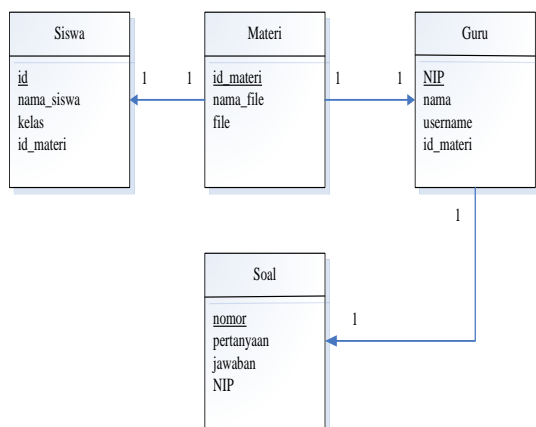 Siswa
id
nama_siswa
kelas
id_materi
1
1
Materi
id_materi
nama_file
file
1
1
Guru
NIP
nama
username
id_materi
1
1
Soal
nomor
pertanyaan
jawaban
NIP